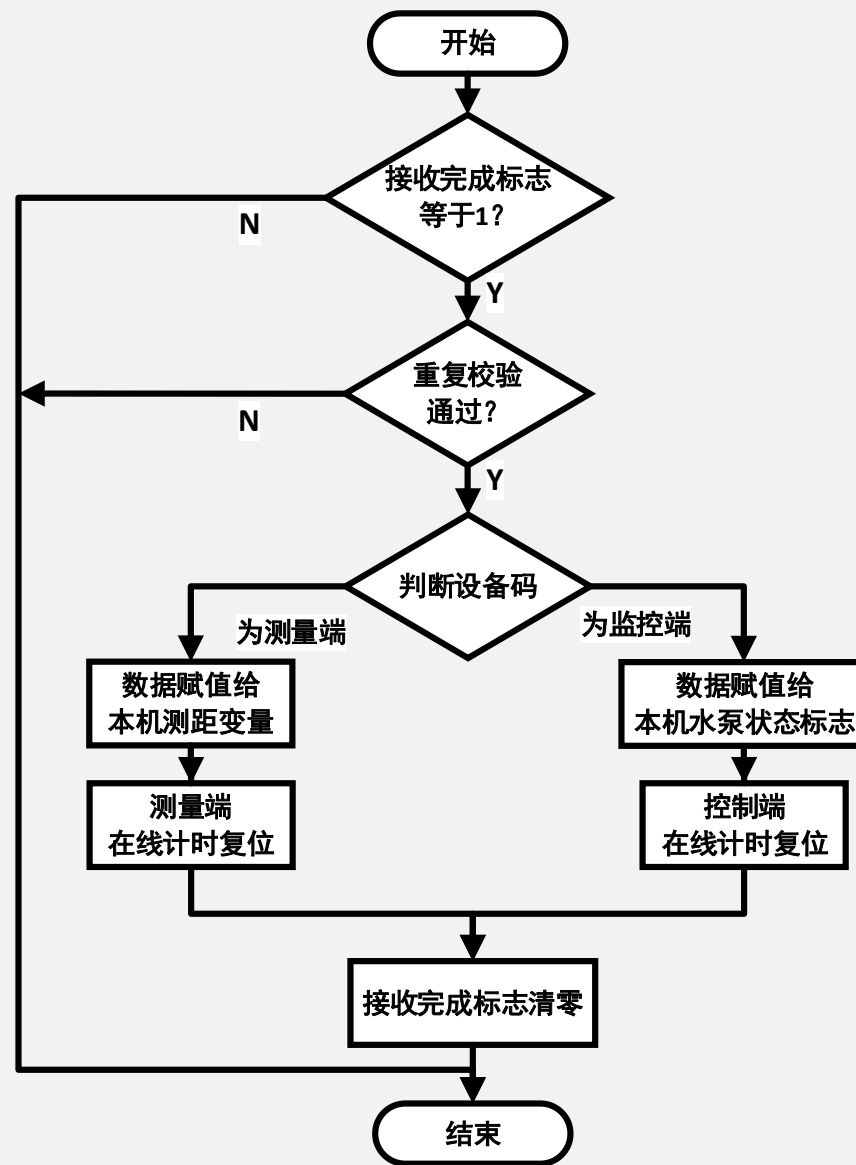 开始
接收完成标志
等于1？
N
Y
重复校验
通过？
N
Y
判断设备码
为测量端
为监控端
数据赋值给
本机测距变量
数据赋值给
本机水泵状态标志
测量端
在线计时复位
控制端
在线计时复位
接收完成标志清零
结束